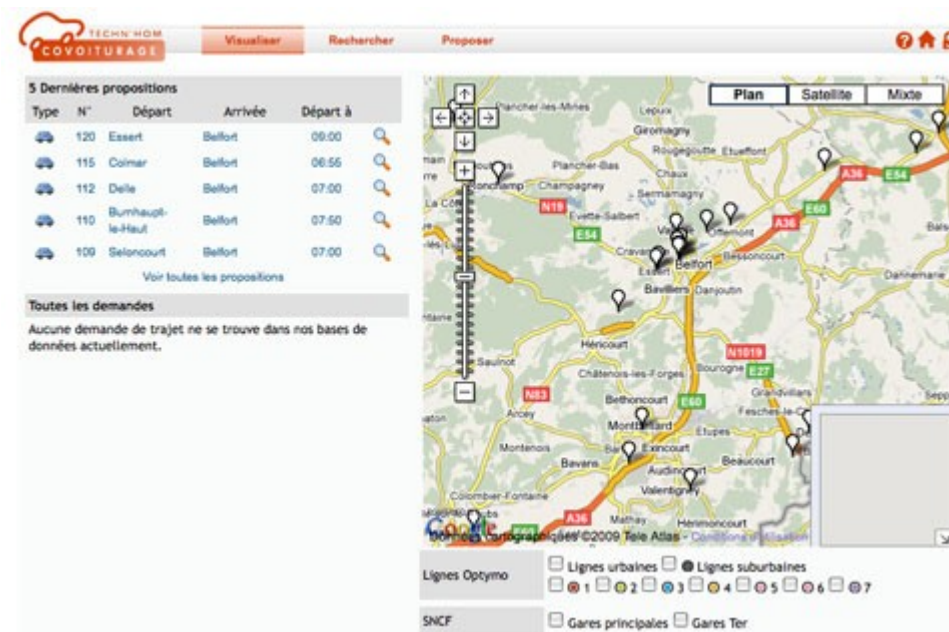 TECHN'HOM
COVOITURAGE
Visualiser Rechercher Proposer
5 Dernières propositions
Type N° Départ Arrivée Départ à
120 Essert Belfort 09:00
115 Colmar Belfort 06:55
112 Delle Belfort 07:00
110 Burnhaupt-le-Haut Belfort 07:50
109 Seloncourt Belfort 07:00
Voir toutes les propositions
Toutes les demandes
Aucune demande de trajet ne se trouve dans nos bases de
données actuellement.
Plan Satellite Mixte
Plancher-les-Mines
Lepuix
Giromagny
Rougegoutte Etueffont
Plancher-Bas
Chaux
Champagney
Sermamagny
A36 E54
N19
Evette-Salbert
E54
E60
A36
Offemont
Cravanche
Essert
Belfort
Bessoncourt
Bavilliers Danjoutin
Dannemarie
Héricourt
Saulnot
Châtenois-les-Forges
Bourogne
N1019
E27
N83
Grandvillars
Bethoncourt
E60
Arcey
Montbéliard
Etupes
Montenois
Exincourt
Bavans
Audincourt
Beaucourt
Valentigney
Colombier-Fontaine
A36
Mathay
Hérimoncourt
Google
Données cartographiques ©2009 Tele Atlas - Conditions d'utilisation
Lignes Optymo
Lignes urbaines Lignes suburbaines
1 2 3 4 5 6 7
SNCF
Gares principales Gares Ter